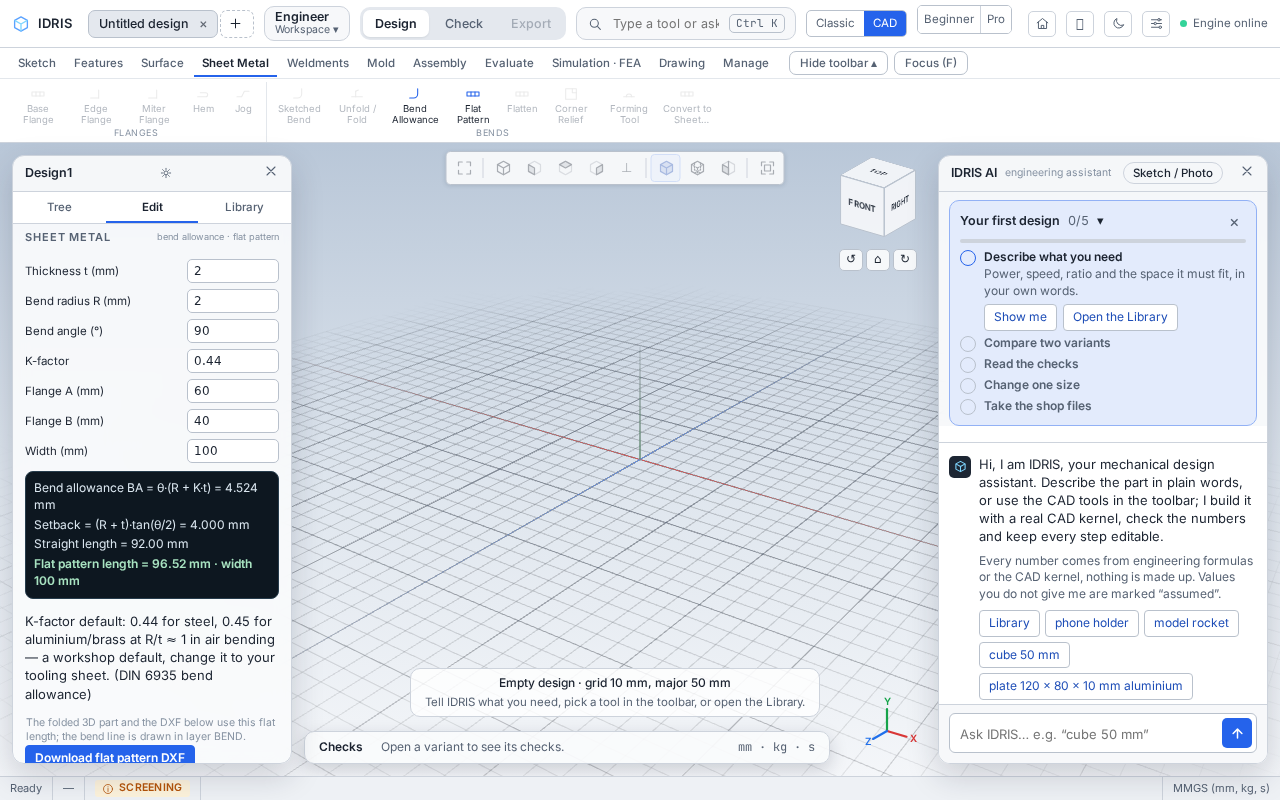 IDRIS
Untitled design ×
+
Engineer
Workspace ▾
Design Check Export
Type a tool or ask Ctrl K
Classic CAD
Beginner Pro
Engine online
Sketch Features Surface Sheet Metal Weldments Mold Assembly Evaluate Simulation · FEA Drawing Manage Hide toolbar ▴ Focus (F)
Base Flange
Edge Flange
Miter Flange
Hem
Jog
FLANGES
Sketched Bend
Unfold / Fold
Bend Allowance
Flat Pattern
Flatten
Corner Relief
Forming Tool
Convert to Sheet...
BENDS
Design1
Tree Edit Library
SHEET METAL bend allowance · flat pattern
Thickness t (mm) 2
Bend radius R (mm) 2
Bend angle (°) 90
K-factor 0.44
Flange A (mm) 60
Flange B (mm) 40
Width (mm) 100
Bend allowance BA = θ·(R + K·t) = 4.524
mm
Setback = (R + t)·tan(θ/2) = 4.000 mm
Straight length = 92.00 mm
Flat pattern length = 96.52 mm · width
100 mm
K-factor default: 0.44 for steel, 0.45 for
aluminium/brass at R/t ≈ 1 in air bending
— a workshop default, change it to your
tooling sheet. (DIN 6935 bend
allowance)
The folded 3D part and the DXF below use this flat
length; the bend line is drawn in layer BEND.
Download flat pattern DXF
TOP
FRONT
RIGHT
Empty design · grid 10 mm, major 50 mm
Tell IDRIS what you need, pick a tool in the toolbar, or open the Library.
Checks Open a variant to see its checks. mm · kg · s
Y
X
Z
IDRIS AI engineering assistant Sketch / Photo
Your first design 0/5 ▾ ×
Describe what you need
Power, speed, ratio and the space it must fit, in
your own words.
Show me Open the Library
Compare two variants
Read the checks
Change one size
Take the shop files
Hi, I am IDRIS, your mechanical design
assistant. Describe the part in plain words,
or use the CAD tools in the toolbar; I build it
with a real CAD kernel, check the numbers
and keep every step editable.
Every number comes from engineering formulas
or the CAD kernel, nothing is made up. Values
you do not give me are marked “assumed”.
Library phone holder model rocket
cube 50 mm
plate 120 × 80 × 10 mm aluminium
Ask IDRIS... e.g. “cube 50 mm”
Ready — SCREENING MMGS (mm, kg, s)